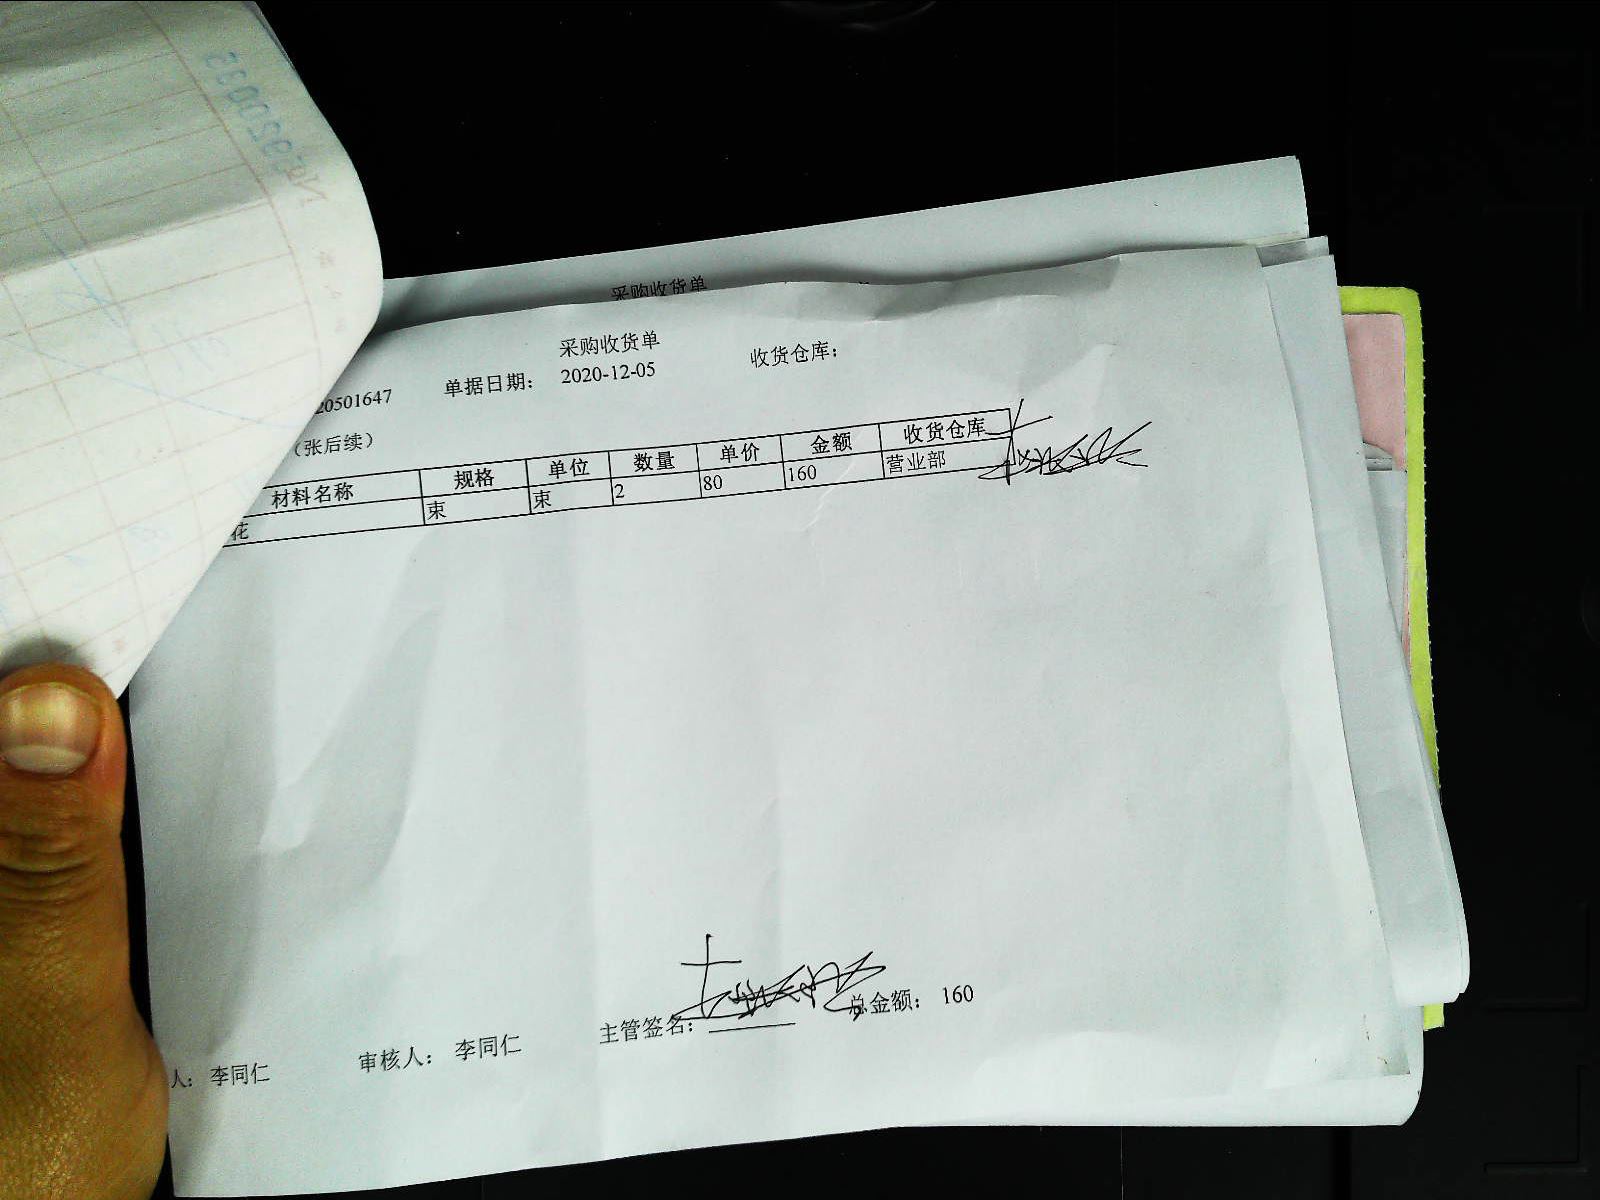 采购收货单
采购收货单
20501647 单据日期: 2020-12-05 收货仓库:
(张后续)
材料名称 规格 单位 数量 单价 金额 收货仓库
花 束 束 2 80 160 营业部
人: 李同仁 审核人: 李同仁 主管签名: 总金额: 160